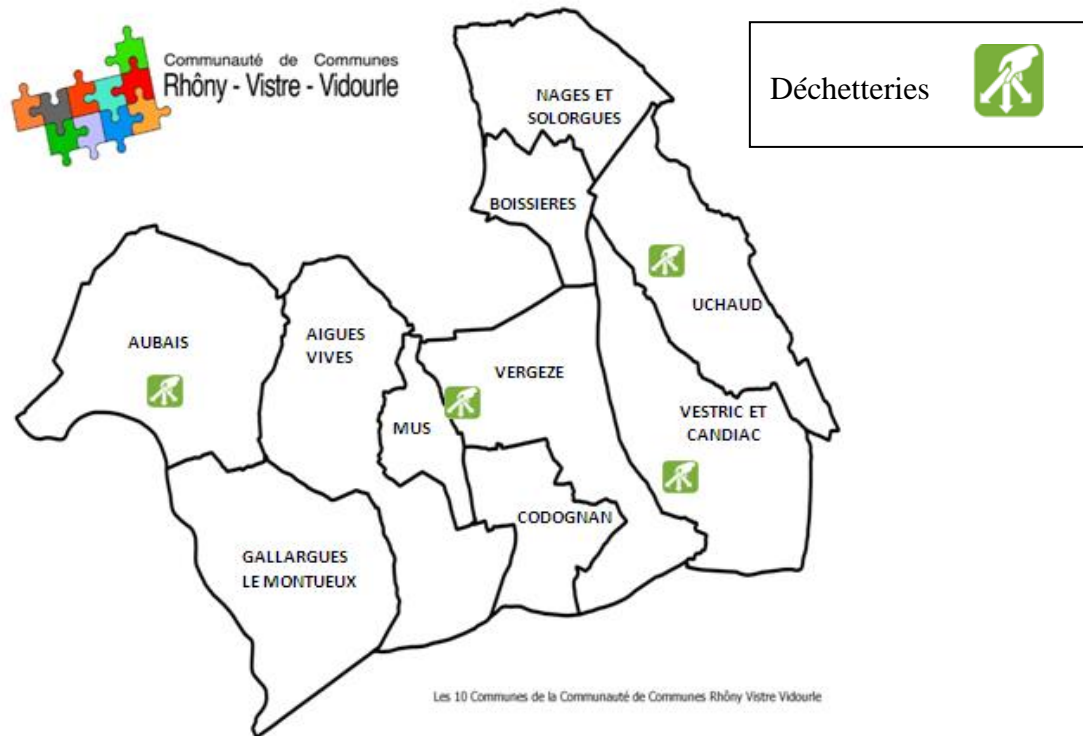 Communauté de Communes
Rhôny - Vistre - Vidourle
Déchetteries
NAGES ET
SOLORGUES
BOISSIERES
UCHAUD
AUBAIS
AIGUES
VIVES
VERGEZE
MUS
VESTRIC ET
CANDIAC
CODOGNAN
GALLARGUES
LE MONTUEUX
Les 10 Communes de la Communauté de Communes Rhôny Vistre Vidourle